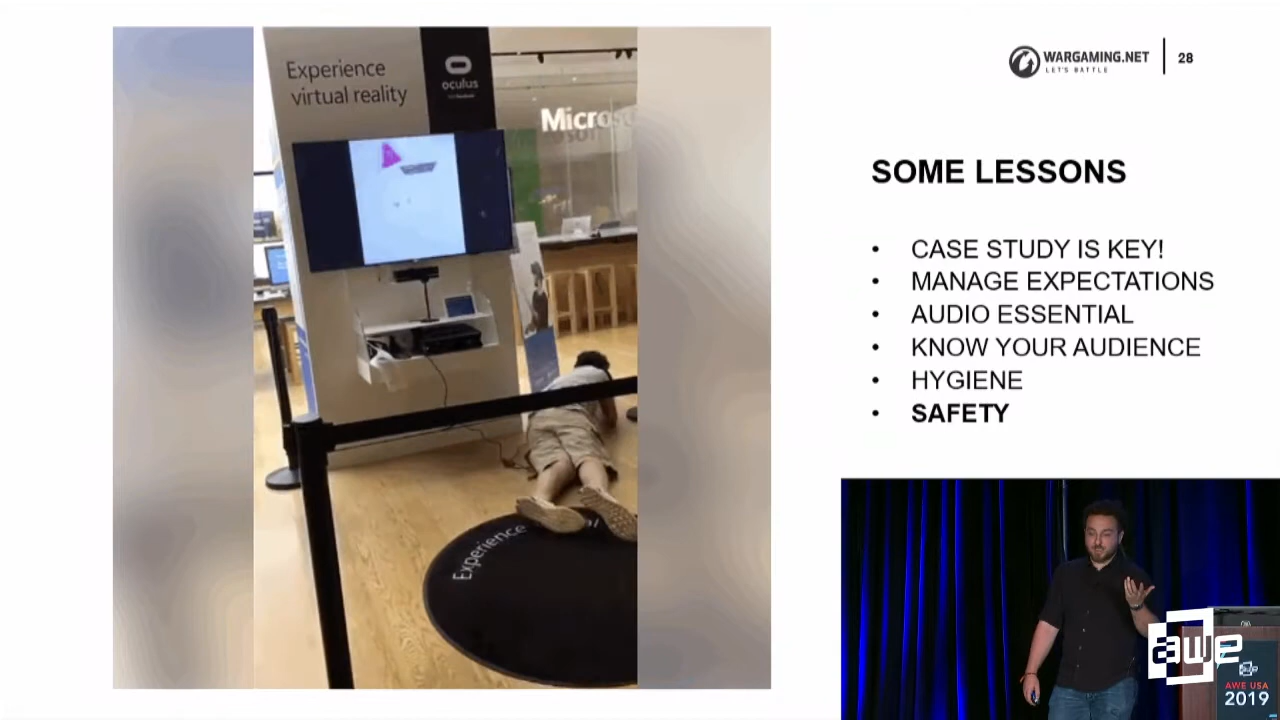 Experience
virtual reality
oculus
Micros
Experience
WARGAMING.NET
LET'S BATTLE
28
SOME LESSONS
• CASE STUDY IS KEY!
• MANAGE EXPECTATIONS
• AUDIO ESSENTIAL
• KNOW YOUR AUDIENCE
• HYGIENE
• SAFETY
awe
AWE USA
2019